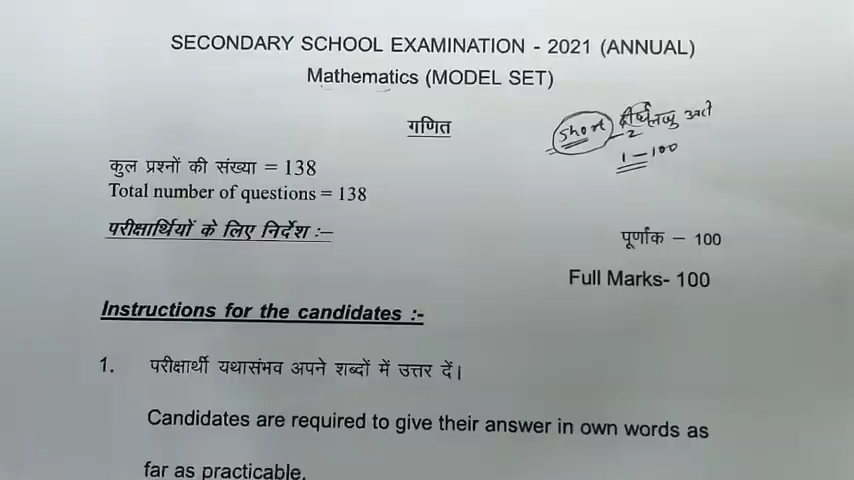 SECONDARY SCHOOL EXAMINATION - 2021 (ANNUAL)
Mathematics (MODEL SET)
गणित
short
2
1 - 100
कुल प्रश्नों की संख्या = 138
Total number of questions = 138
परीक्षार्थियों के लिए निर्देश :–
पूर्णांक – 100
Full Marks- 100
Instructions for the candidates :-
1. परीक्षार्थी यथासंभव अपने शब्दों में उत्तर दें।
Candidates are required to give their answer in own words as
far as practicable.